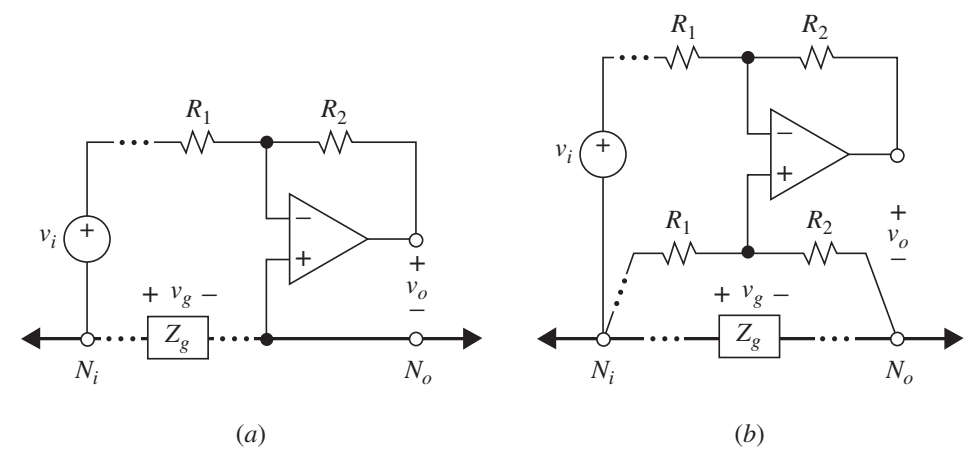 R1
R2
vi
+
−
+
+
vo
−
+ vg −
Zg
Ni
No
(a)
R1
R2
vi
+
−
+
R1
R2
+
vo
−
+ vg −
Zg
Ni
No
(b)